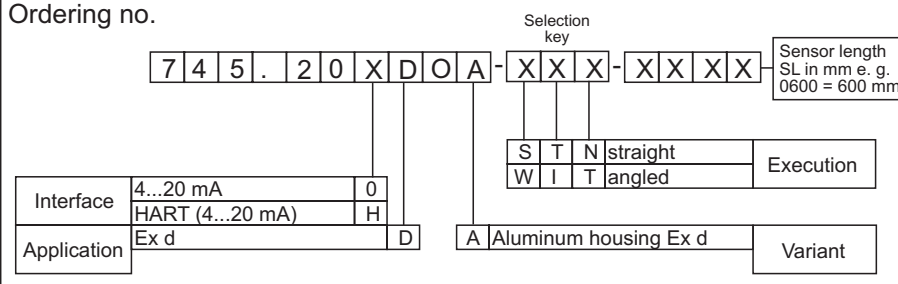 Ordering no.
Selection
key
7 4 5 . 2 0 X D O A - X X X - X X X X
Sensor length
SL in mm e. g.
0600 = 600 mm
S T N straight
W I T angled
Execution
Interface
4...20 mA 0
HART (4...20 mA) H
Application
Ex d D
A Aluminum housing Ex d
Variant